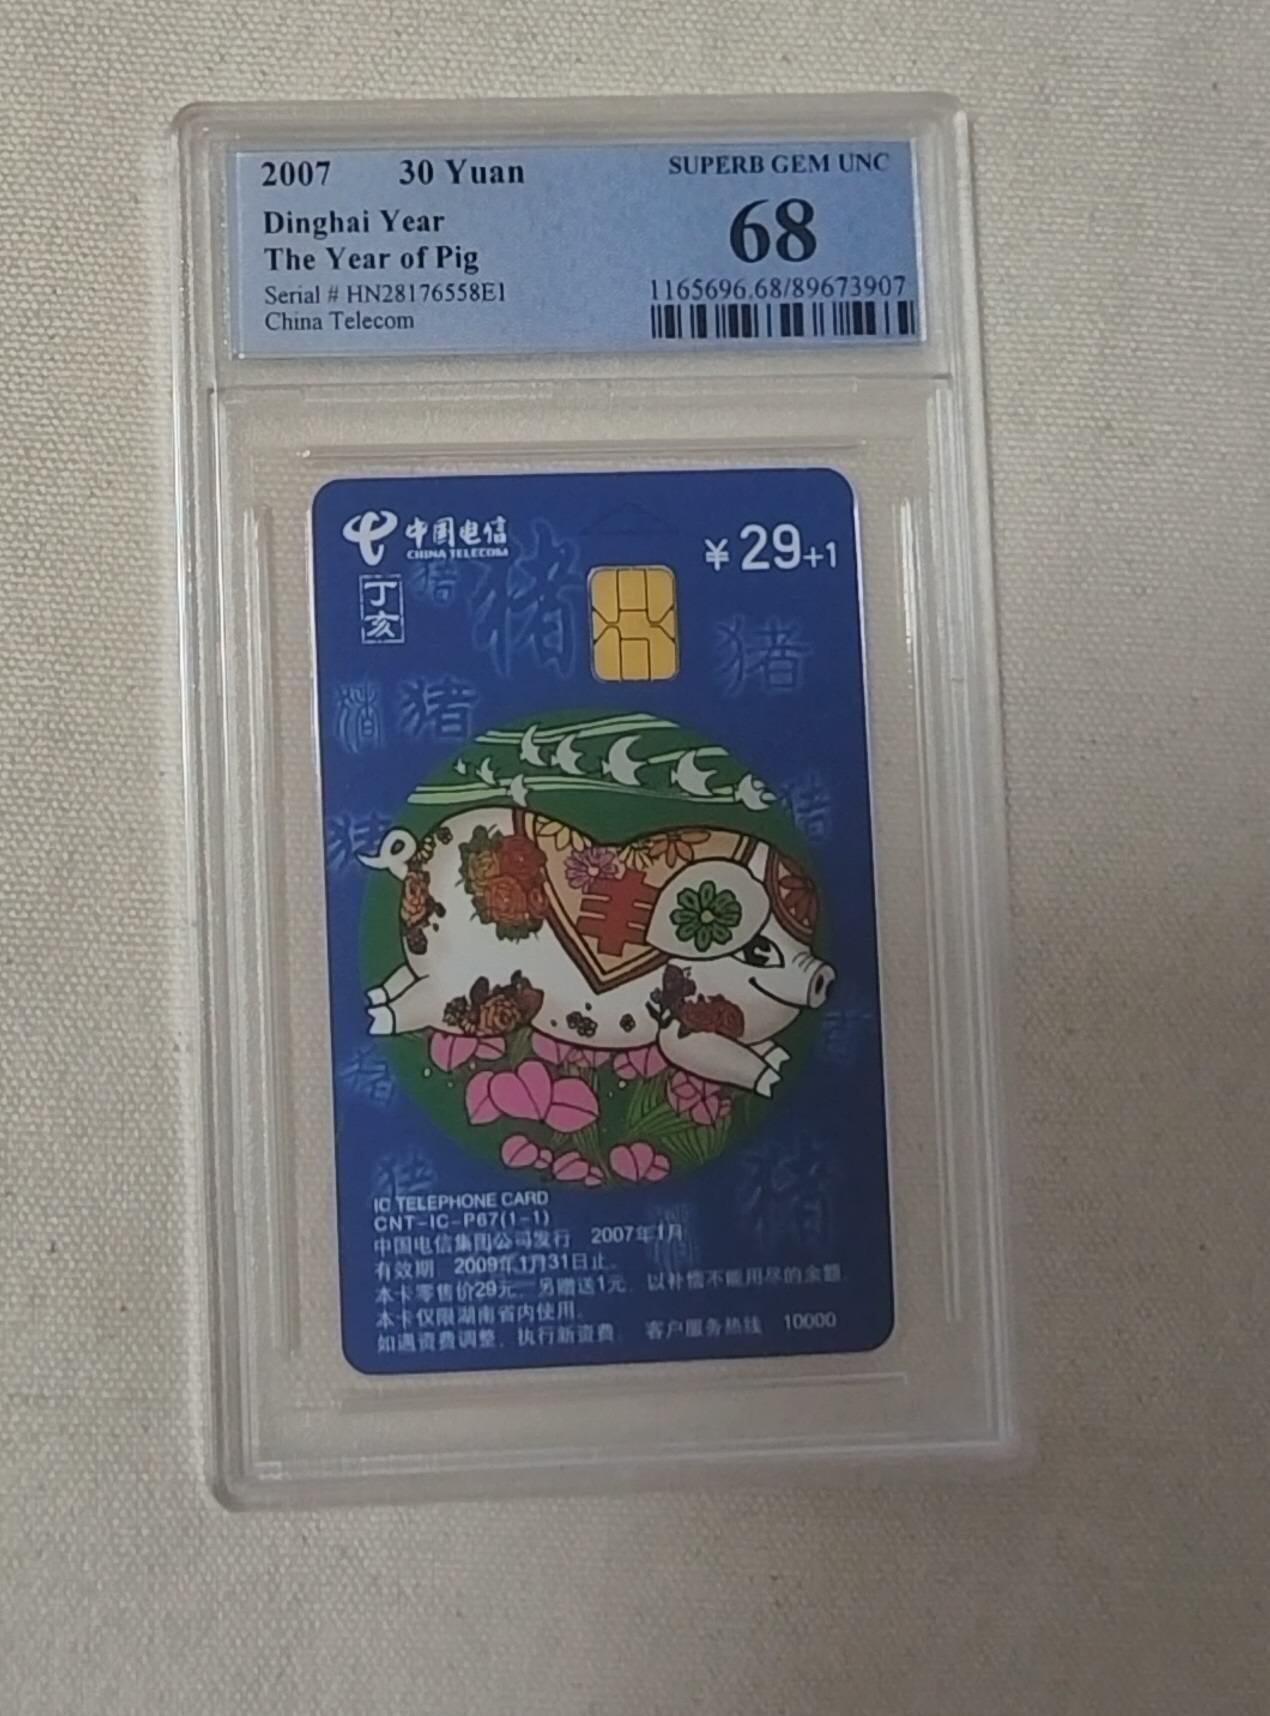 2007 30 Yuan SUPERB GEM UNC
Dinghai Year 68
The Year of Pig
Serial # HN28176558E1 1165696.68/89673907
China Telecom
中国电信 ¥29+1
CHINA TELECOM
丁亥
猪
猪
猪
猪
猪
IC TELEPHONE CARD
CNT-IC-P67(1-1)
中国电信集团公司发行 2007年1月
有效期 2009年1月31日止.
本卡零售价29元, 另赠送1元, 以补偿不能用尽的余额.
本卡仅限湖南省内使用.
如遇资费调整, 执行新资费. 客户服务热线 10000